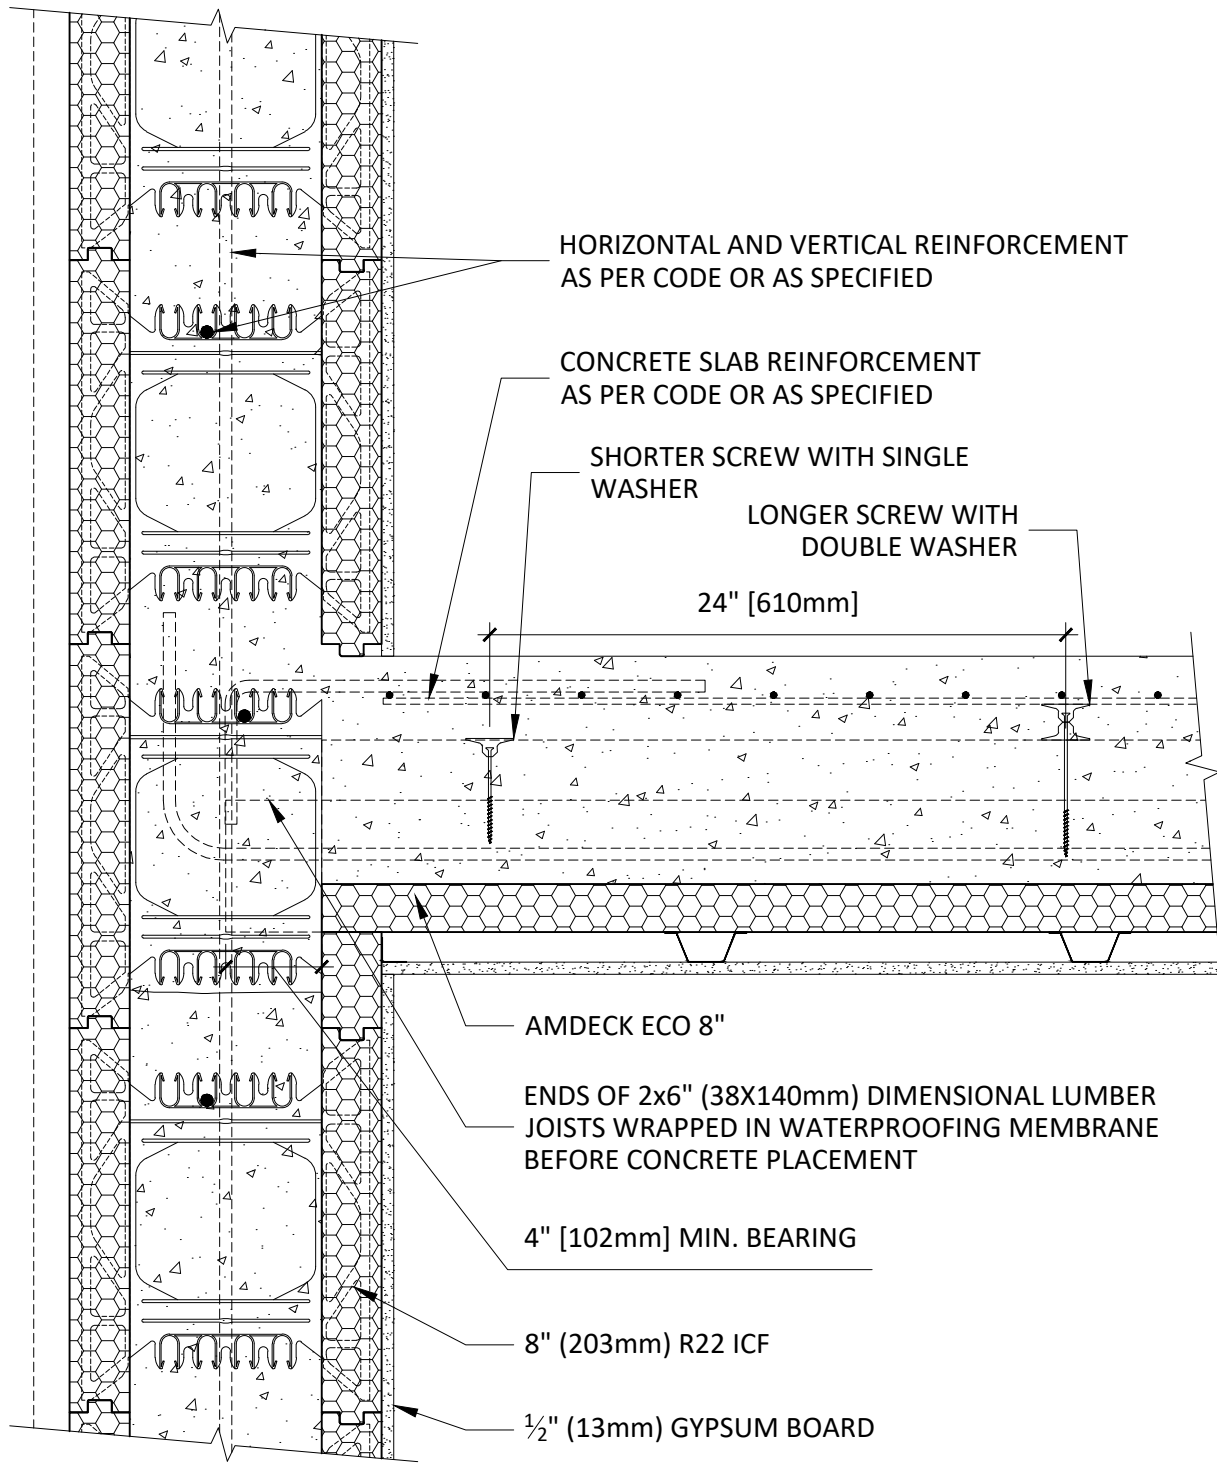 HORIZONTAL AND VERTICAL REINFORCEMENT
AS PER CODE OR AS SPECIFIED
CONCRETE SLAB REINFORCEMENT
AS PER CODE OR AS SPECIFIED
SHORTER SCREW WITH SINGLE
WASHER
LONGER SCREW WITH
DOUBLE WASHER
24" [610mm]
AMDECK ECO 8"
ENDS OF 2x6" (38X140mm) DIMENSIONAL LUMBER
JOISTS WRAPPED IN WATERPROOFING MEMBRANE
BEFORE CONCRETE PLACEMENT
4" [102mm] MIN. BEARING
8" (203mm) R22 ICF
½" (13mm) GYPSUM BOARD